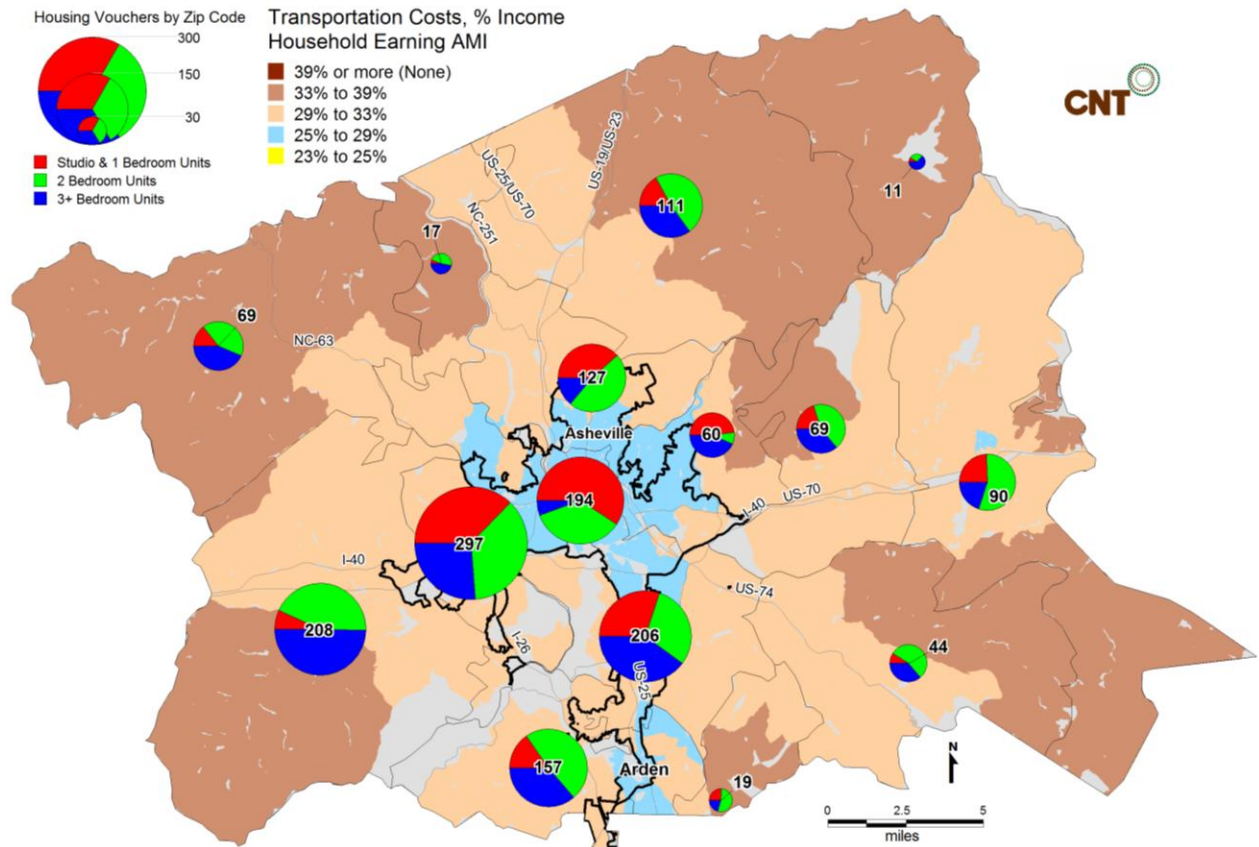 Housing Vouchers by Zip Code
300
150
30
Studio & 1 Bedroom Units
2 Bedroom Units
3+ Bedroom Units
Transportation Costs, % Income
Household Earning AMI
39% or more (None)
33% to 39%
29% to 33%
25% to 29%
23% to 25%
CNT
US-25/US-70
US-19/US-23
NC-251
11
111
17
69
NC-63
127
Asheville
60
69
194
US-70
90
I-40
297
I-40
US-74
208
206
44
I-26
US-25
157
Arden
19
N
0 2.5 5
miles